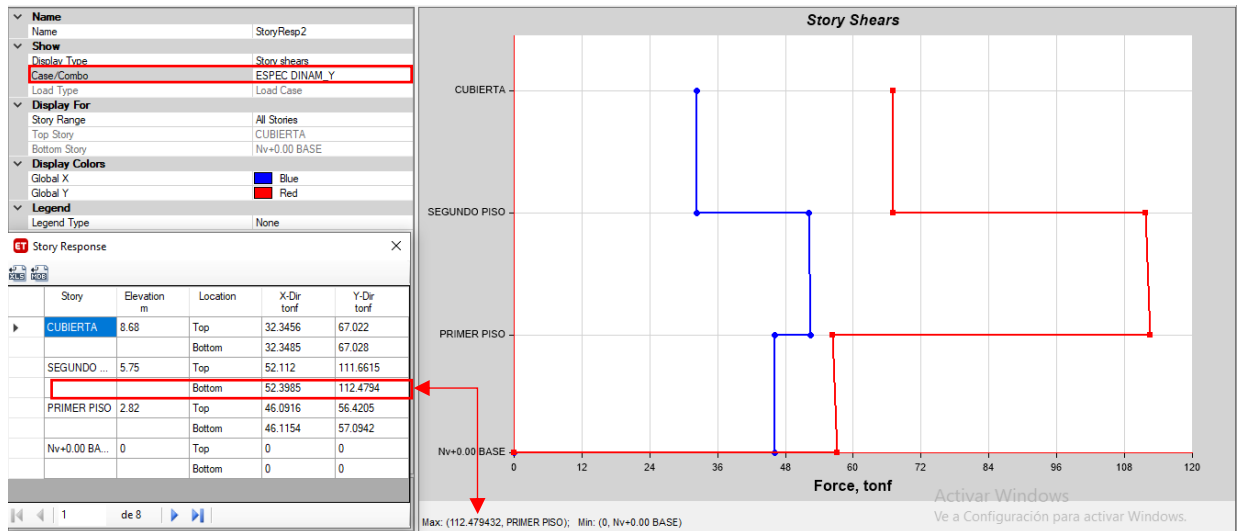 Name
Name StoryResp2
Show
Display Type Story shears
Case/Combo ESPEC DINAM_Y
Load Type Load Case
Display For
Story Range All Stories
Top Story CUBIERTA
Bottom Story Nv+0.00 BASE
Display Colors
Global X Blue
Global Y Red
Legend
Legend Type None
ET Story Response
XLS MDB
Story Elevation Location X-Dir Y-Dir
m tonf tonf
CUBIERTA 8.68 Top 32.3456 67.022
Bottom 32.3485 67.028
SEGUNDO ... 5.75 Top 52.112 111.6615
Bottom 52.3985 112.4794
PRIMER PISO 2.82 Top 46.0916 56.4205
Bottom 46.1154 57.0942
Nv+0.00 BA... 0 Top 0 0
Bottom 0 0
1 de 8
Story Shears
CUBIERTA
SEGUNDO PISO
PRIMER PISO
Nv+0.00 BASE
0 12 24 36 48 60 72 84 96 108 120
Force, tonf
Max: (112.479432, PRIMER PISO); Min: (0, Nv+0.00 BASE)
Activar Windows
Ve a Configuración para activar Windows.